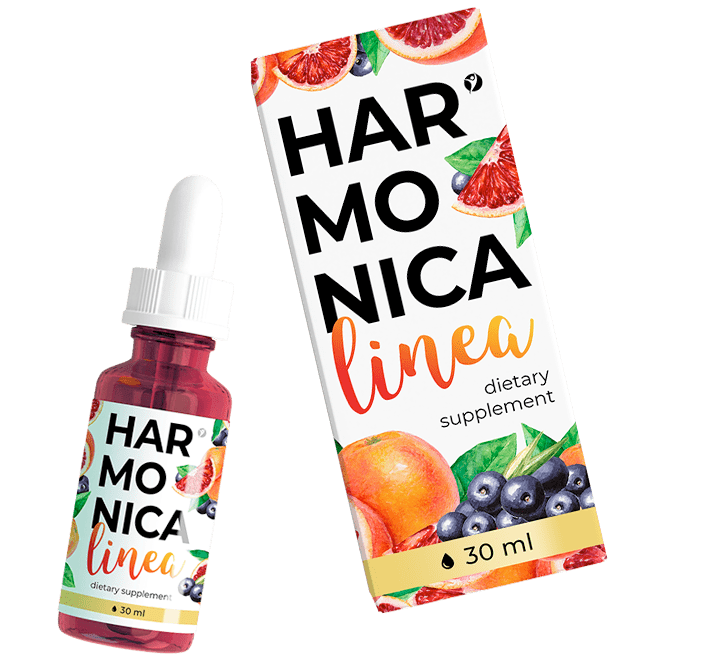 HAR
MO
NICA
linea
dietary
supplement
30 ml
HAR
MO
NICA
linea
dietary supplement
30 ml